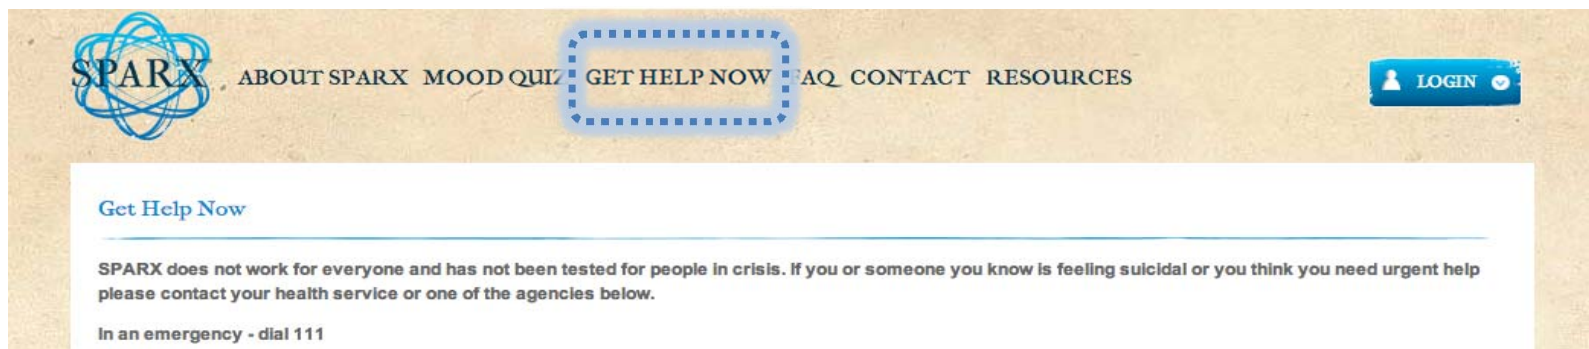 SPARX ABOUT SPARX MOOD QUIZ GET HELP NOW FAQ CONTACT RESOURCES LOGIN
Get Help Now
SPARX does not work for everyone and has not been tested for people in crisis. If you or someone you know is feeling suicidal or you think you need urgent help
please contact your health service or one of the agencies below.
In an emergency - dial 111